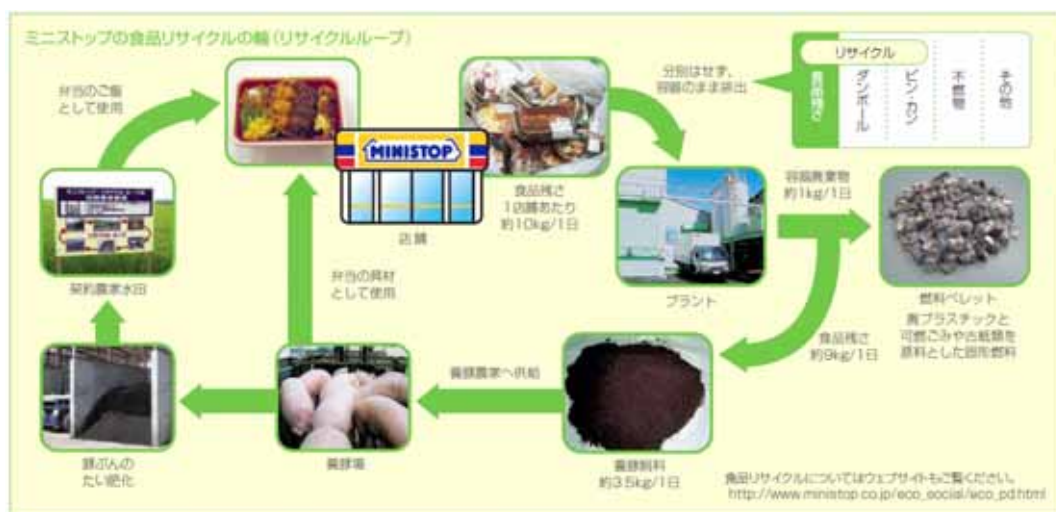 ミニストップの食品リサイクルの輪(リサイクルループ)
弁当のご飯
として使用
MINISTOP
店舗
食品残さ
1店舗あたり
約10kg/1日
分別はせず、
容器のまま排出
リサイクル
食品残さ
ダンボール
ビン・カン
不燃物
その他
契約農家水田
弁当の具材
として使用
プラント
容器廃棄物
約1kg/1日
燃料ペレット
廃プラスチックと
可燃ごみや古紙類を
原料とした固形燃料
食品残さ
約9kg/1日
養豚農家へ供給
豚ぷんの
たい肥化
養豚場
養豚飼料
約3.5kg/1日
食品リサイクルについてはウェブサイトもご覧ください。
http://www.ministop.co.jp/eco_social/eco_pd.html